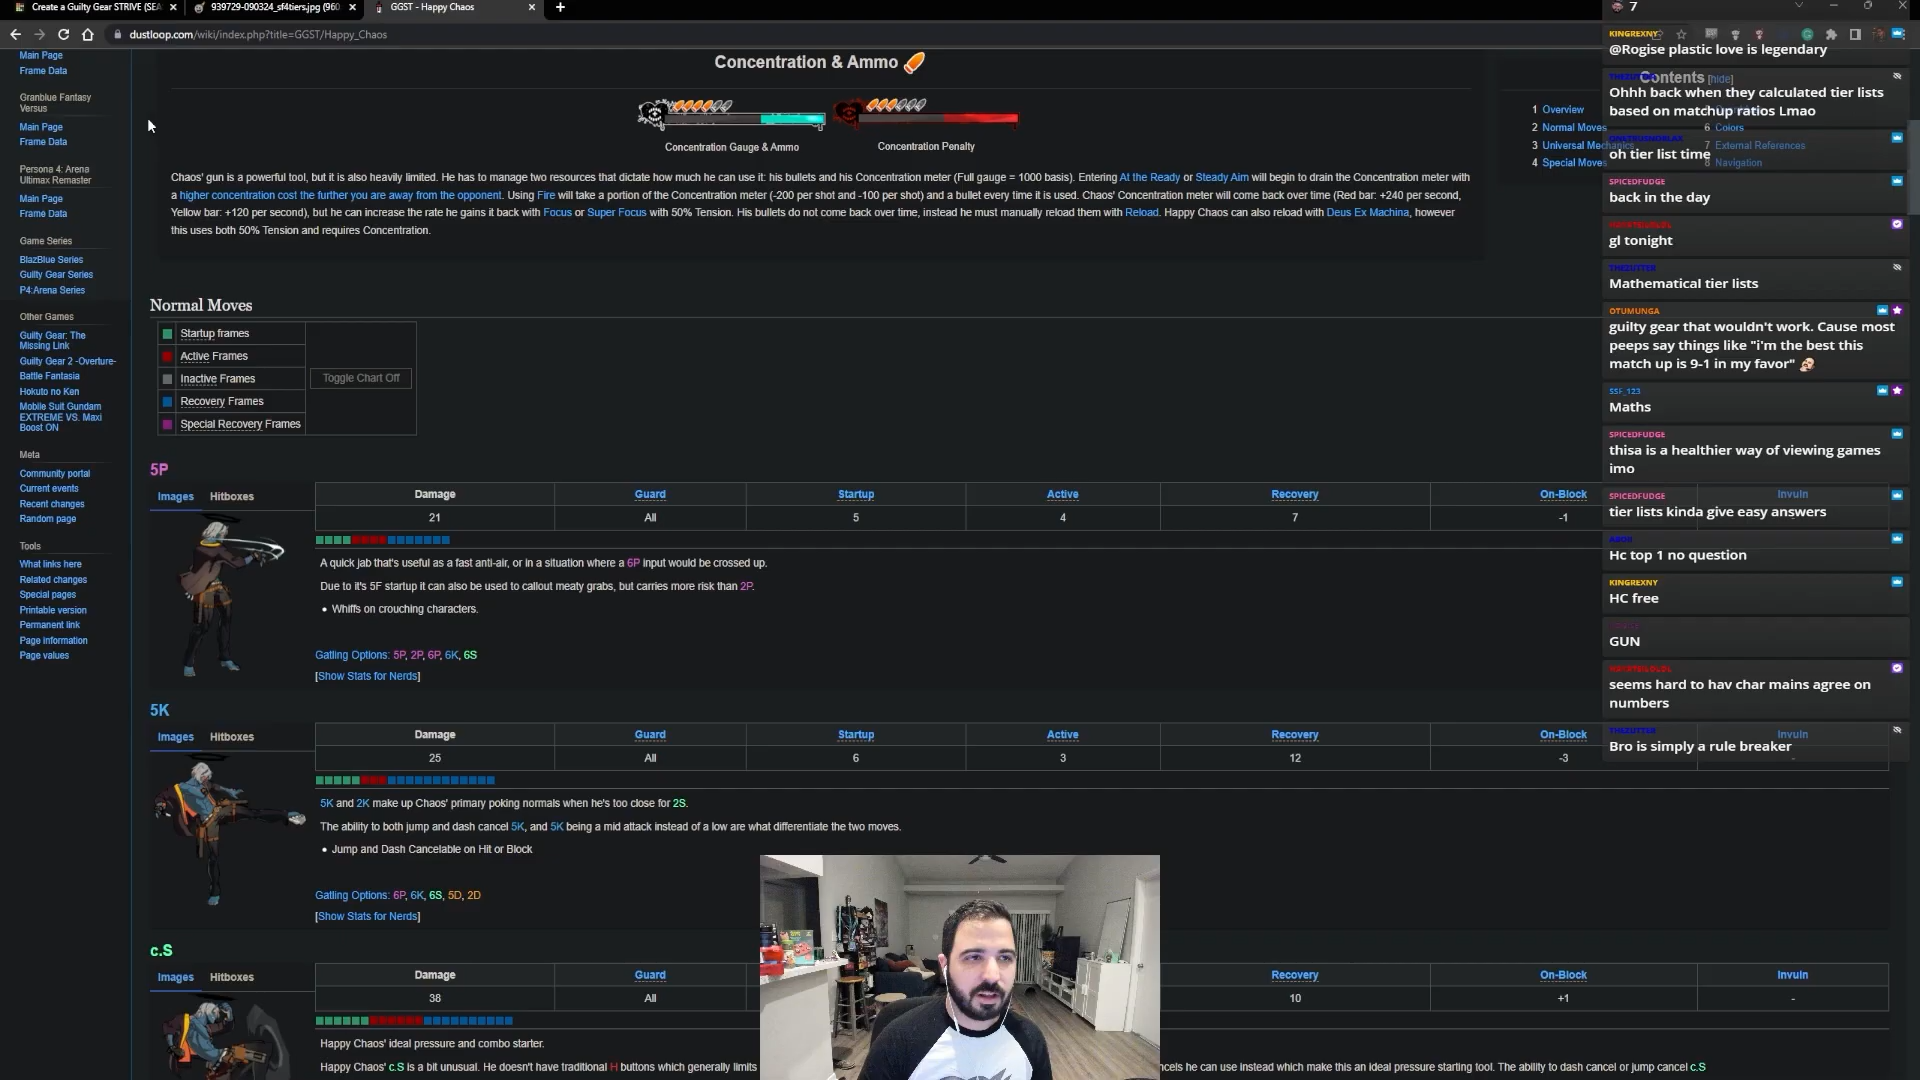 Create a Guilty Gear STRIVE (SEA
939729-090324_sf4tiers.jpg (960
GGST - Happy Chaos
7
dustloop.com/wiki/index.php?title=GGST/Happy_Chaos
Main Page
Frame Data
Granblue Fantasy
Versus
Main Page
Frame Data
Persona 4: Arena
Ultimax Remaster
Main Page
Frame Data
Game Series
BlazBlue Series
Guilty Gear Series
P4:Arena Series
Other Games
Guilty Gear: The
Missing Link
Guilty Gear 2 -Overture-
Battle Fantasia
Hokuto no Ken
Mobile Suit Gundam
EXTREME VS. Maxi
Boost ON
Meta
Community portal
Current events
Recent changes
Random page
Tools
What links here
Related changes
Special pages
Printable version
Permanent link
Page information
Page values
Concentration & Ammo
Concentration Gauge & Ammo
Concentration Penalty
Chaos' gun is a powerful tool, but it is also heavily limited. He has to manage two resources that dictate how much he can use it: his bullets and his Concentration meter (Full gauge = 1000 basis). Entering At the Ready or Steady Aim will begin to drain the Concentration meter with
a higher concentration cost the further you are away from the opponent. Using Fire will take a portion of the Concentration meter (-200 per shot and -100 per shot) and a bullet every time it is used. Chaos' Concentration meter will come back over time (Red bar: +240 per second,
Yellow bar: +120 per second), but he can increase the rate he gains it back with Focus or Super Focus with 50% Tension. His bullets do not come back over time, instead he must manually reload them with Reload. Happy Chaos can also reload with Deus Ex Machina, however
this uses both 50% Tension and requires Concentration.
Contents [hide]
1 Overview
2 Normal Moves
3 Universal Mechanics
4 Special Moves
6 Colors
7 External References
8 Navigation
Normal Moves
Startup frames
Active Frames
Inactive Frames
Recovery Frames
Special Recovery Frames
Toggle Chart Off
5P
Images Hitboxes
Damage Guard Startup Active Recovery On-Block Invuln
21 All 5 4 7 -1
A quick jab that's useful as a fast anti-air, or in a situation where a 6P input would be crossed up.
Due to it's 5F startup it can also be used to callout meaty grabs, but carries more risk than 2P.
• Whiffs on crouching characters.
Gatling Options: 5P, 2P, 6P, 6K, 6S
[Show Stats for Nerds]
5K
Images Hitboxes
Damage Guard Startup Active Recovery On-Block Invuln
25 All 6 3 12 -3 -
5K and 2K make up Chaos' primary poking normals when he's too close for 2S.
The ability to both jump and dash cancel 5K, and 5K being a mid attack instead of a low are what differentiate the two moves.
• Jump and Dash Cancelable on Hit or Block
Gatling Options: 6P, 6K, 6S, 5D, 2D
[Show Stats for Nerds]
c.S
Images Hitboxes
Damage Guard Recovery On-Block Invuln
38 All 10 +1 -
Happy Chaos' ideal pressure and combo starter.
Happy Chaos' c.S is a bit unusual. He doesn't have traditional H buttons which generally limits
ncels he can use instead which make this an ideal pressure starting tool. The ability to dash cancel or jump cancel c.S
KINGREXNY
@Rogise plastic love is legendary
Ohhh back when they calculated tier lists
based on matchup ratios Lmao
oh tier list time
SPICEDFUDGE
back in the day
gl tonight
Mathematical tier lists
OTUMUNGA
guilty gear that wouldn't work. Cause most
peeps say things like "i'm the best this
match up is 9-1 in my favor"
SSF_123
Maths
SPICEDFUDGE
thisa is a healthier way of viewing games
imo
SPICEDFUDGE
tier lists kinda give easy answers
Hc top 1 no question
KINGREXNY
HC free
GUN
seems hard to hav char mains agree on
numbers
Bro is simply a rule breaker